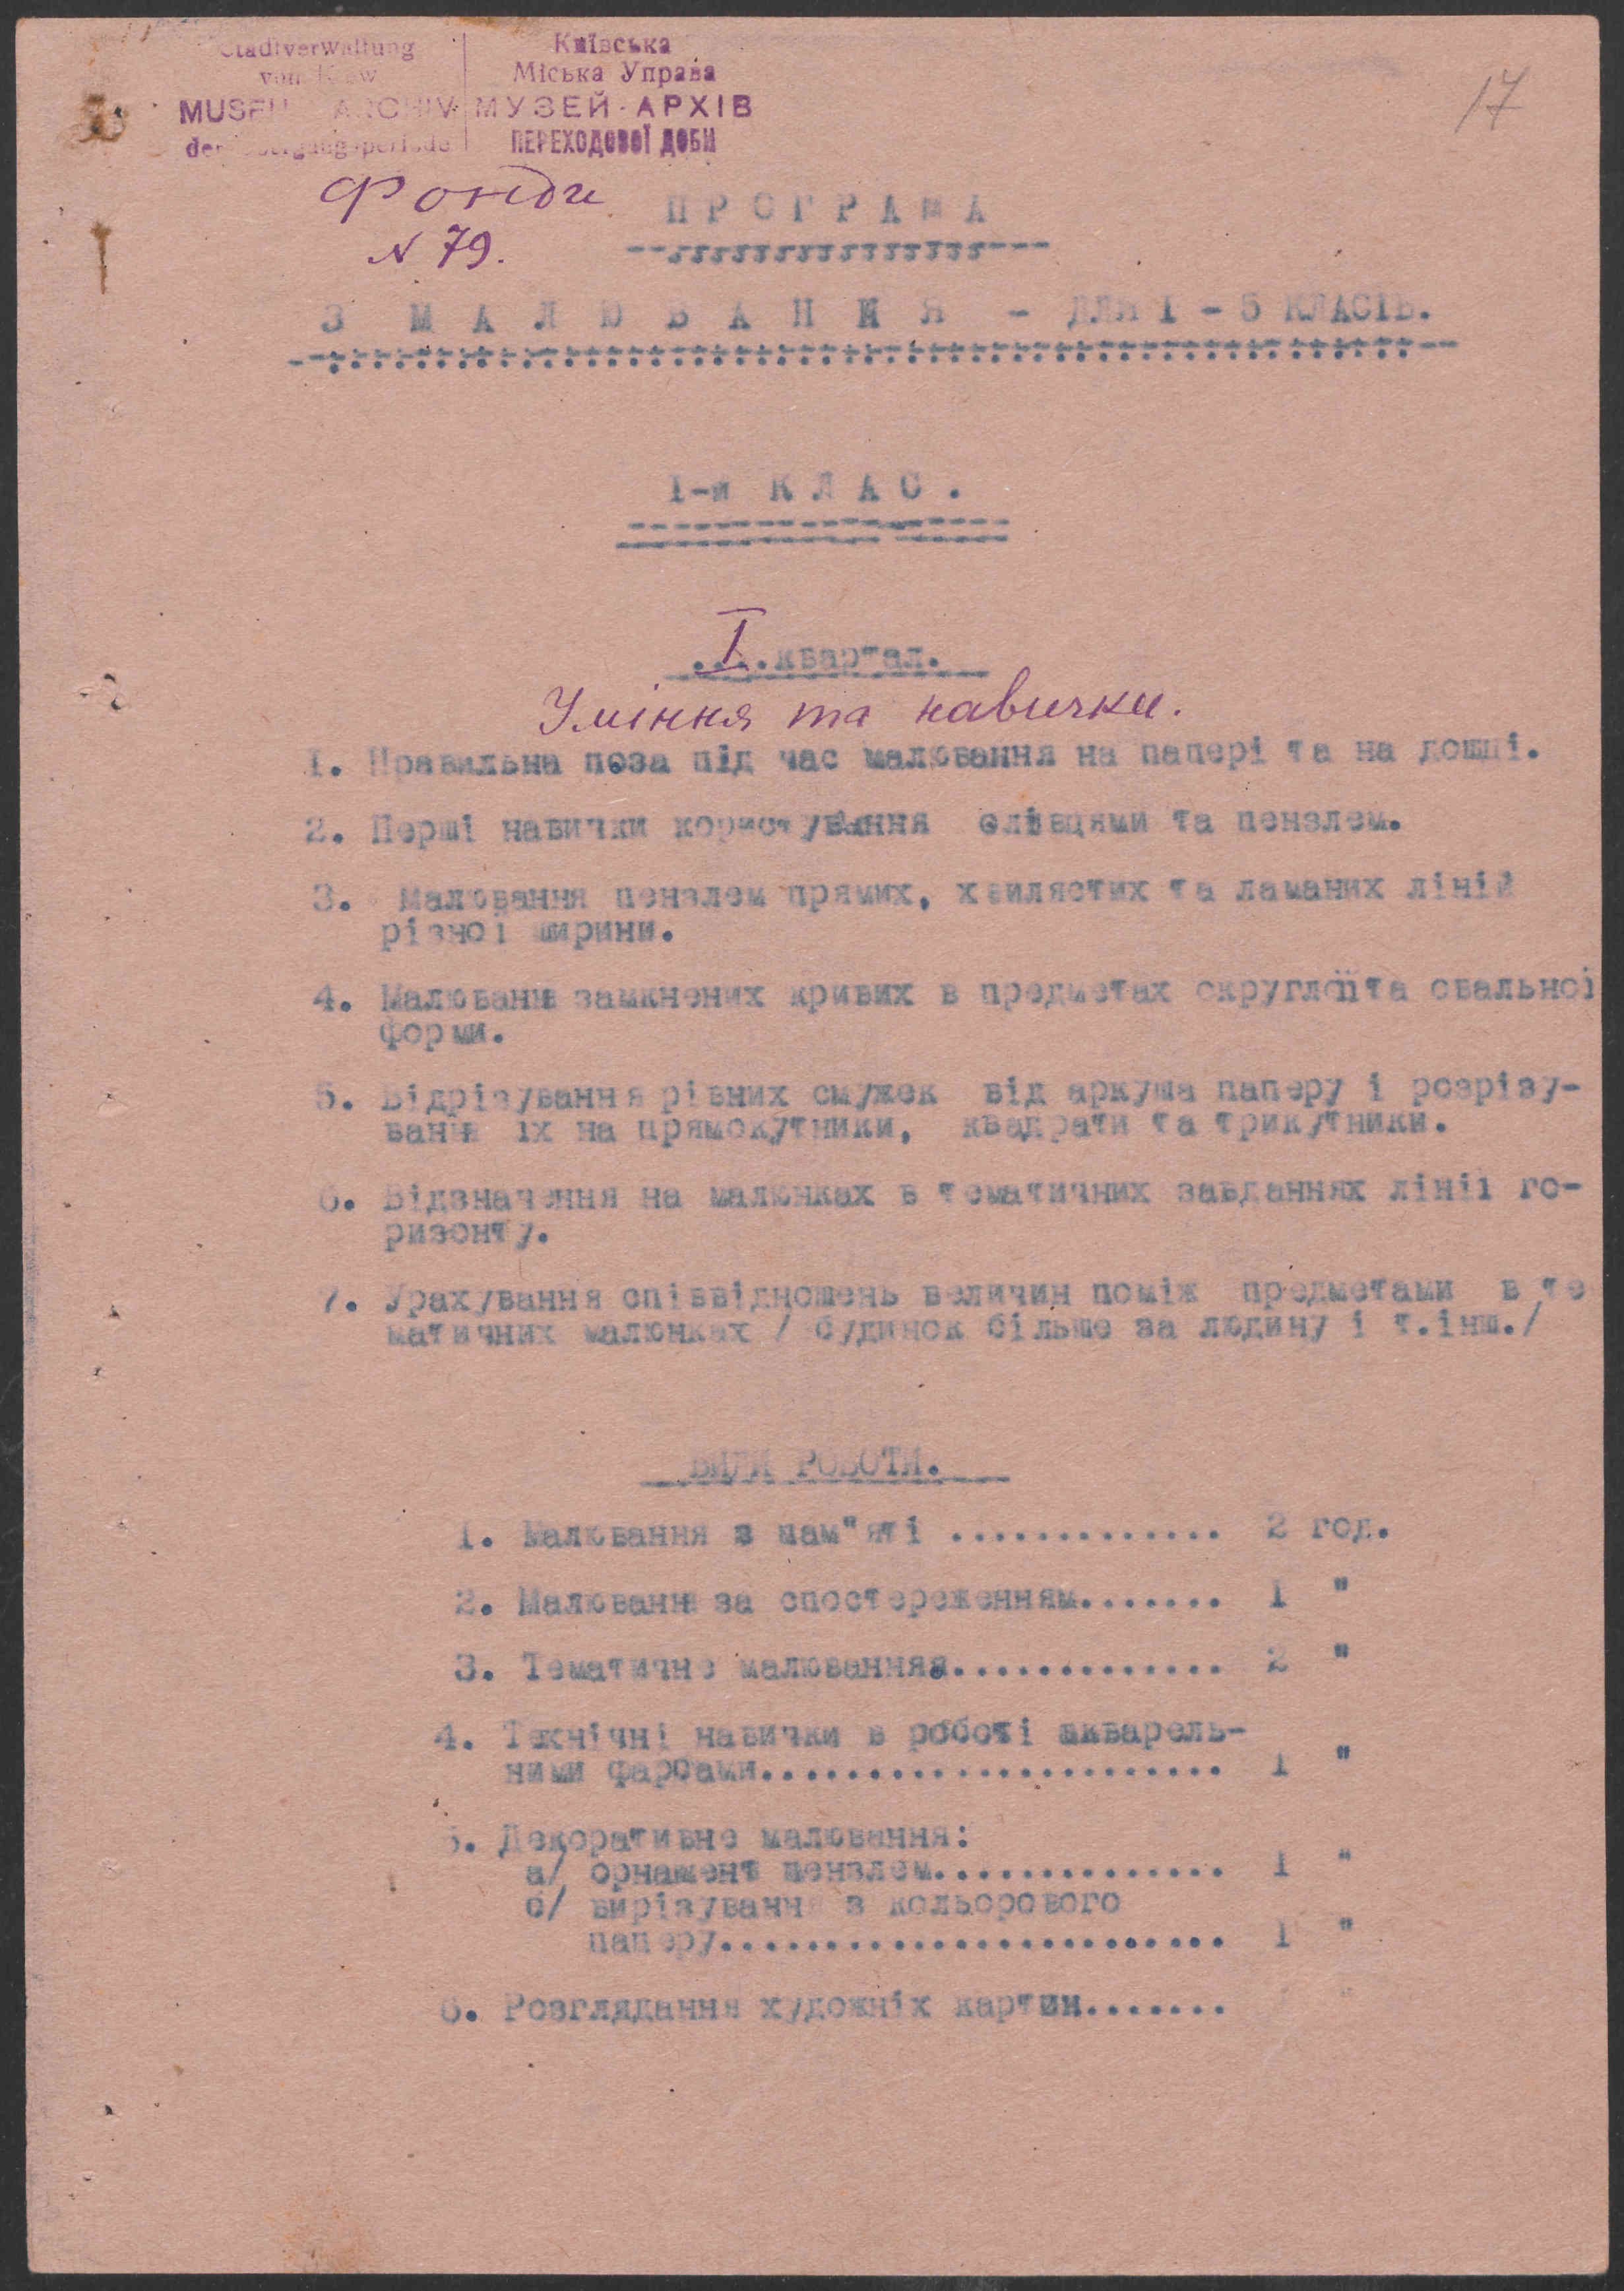 Stadtverwaltung
von Kiew
MUSEUM ARCHIV
der Übergangsperiode
Київська
Міська Управа
МУЗЕЙ-АРХІВ
ПЕРЕХОДОВОЇ ДОБИ
17
Фонди
N 79.
ПРОГРАМА
З МАЛЮВАННЯ - ДЛЯ І - 5 КЛАСІВ.
І-й КЛАС.
I квартал.
Уміння та навички.
1. Правильна поза під час малювання на папері та на дошці.
2. Перші навички користування олівцями та пензлем.
3. Малювання пензлем прямих, хвилястих та ламаних ліній
різної ширини.
4. Малювання замкнених кривих в предметах округлої та овальної
форми.
5. Відрізування рівних смужек від аркуша паперу і розрізу-
вання їх на прямокутники, квадрати та трикутники.
6. Відзначення на малюнках в тематичних завданнях лінії го-
ризонту.
7. Урахування співвідношень величин поміж предметами в те
матичних малюнках / будинок більше за людину і т.інш./
ВИДИ РОБОТИ.
1. Малювання з пам"яті ............. 2 год.
2. Малювання за спостереженням....... 1 "
3. Тематичне малювання.............. 2 "
4. Технічні навички в роботі акварель-
ними фарбами...................... 1 "
5. Декоративне малювання:
а/ орнамент пензлем.............. 1 "
б/ вирізування з кольорового
паперу........................ 1 "
6. Розглядання художніх картин.......